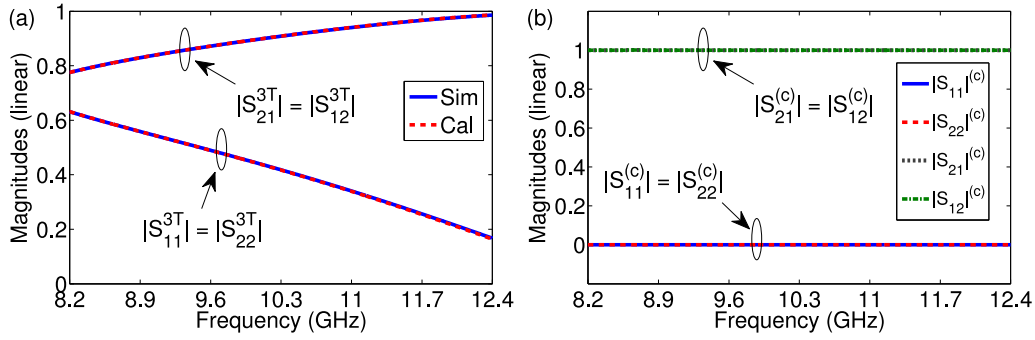 (a)
Magnitudes (linear)
1
0.8
0.6
0.4
0.2
0
|S21^3T| = |S12^3T|
Sim
Cal
|S11^3T| = |S22^3T|
8.2 8.9 9.6 10.3 11 11.7 12.4
Frequency (GHz)
(b)
Magnitudes (linear)
1
0.8
0.6
0.4
0.2
0
|S21^(c)| = |S12^(c)|
|S11^(c)| = |S22^(c)|
|S11|^(c)
|S22|^(c)
|S21|^(c)
|S12|^(c)
8.2 8.9 9.6 10.3 11 11.7 12.4
Frequency (GHz)